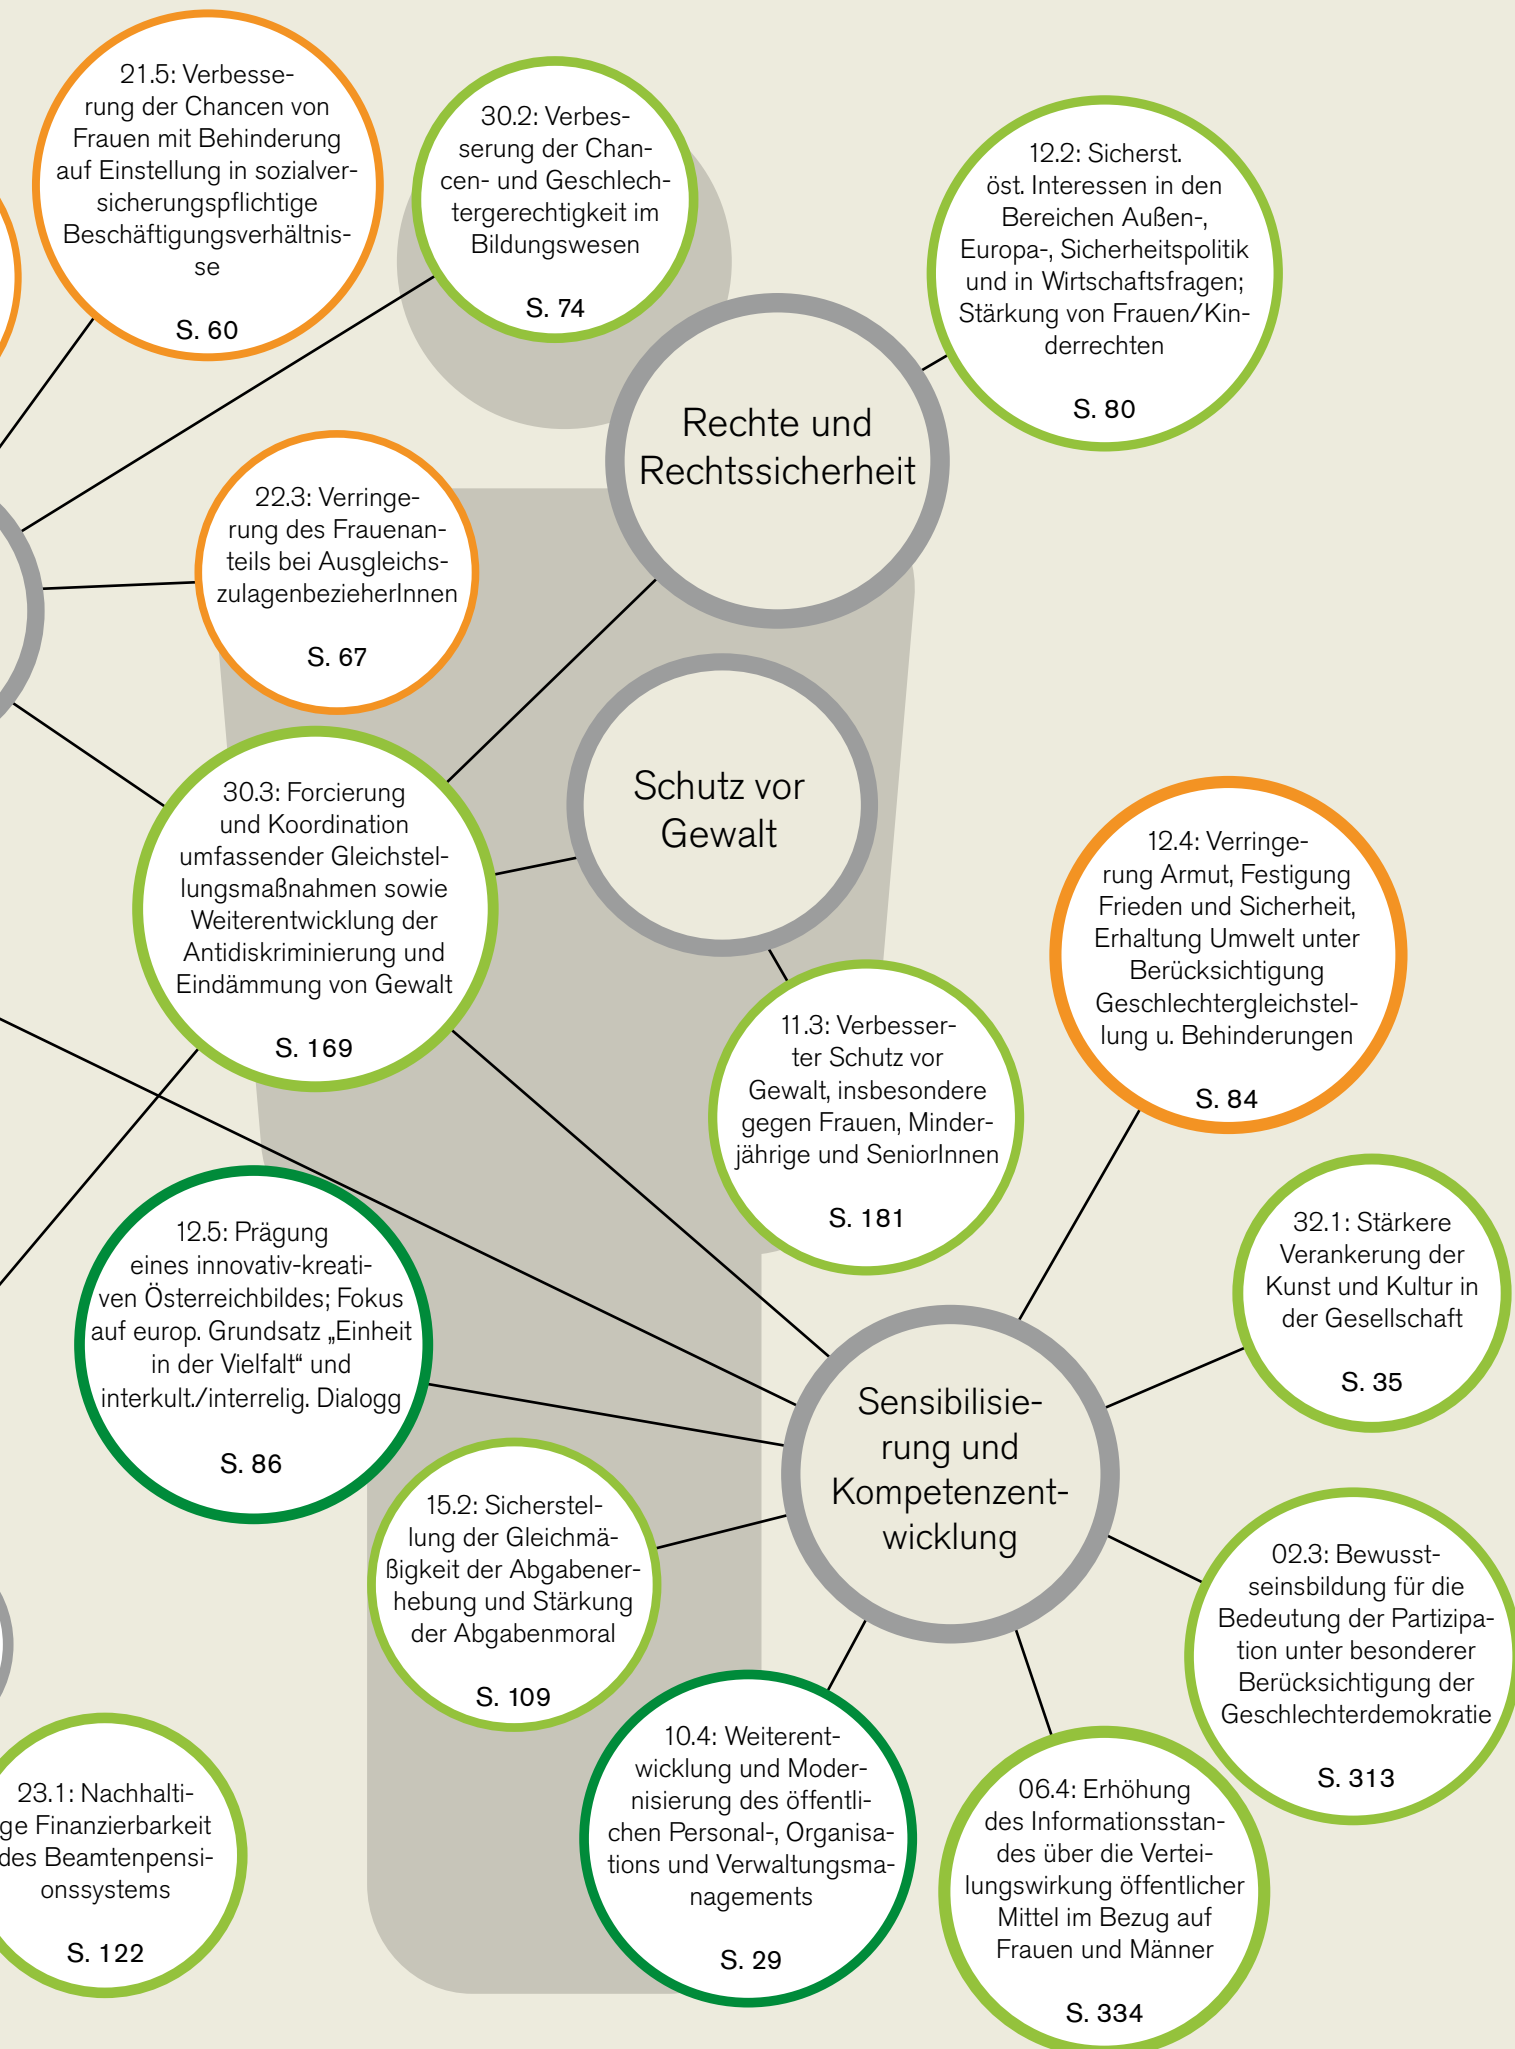 21.5: Verbesse-
rung der Chancen von
Frauen mit Behinderung
auf Einstellung in sozialver-
sicherungspflichtige
Beschäftigungsverhältnis-
se
S. 60
30.2: Verbes-
serung der Chan-
cen- und Geschlech-
tergerechtigkeit im
Bildungswesen
S. 74
12.2: Sicherst.
öst. Interessen in den
Bereichen Außen-,
Europa-, Sicherheitspolitik
und in Wirtschaftsfragen;
Stärkung von Frauen/Kin-
derrechten
S. 80
Rechte und
Rechtssicherheit
22.3: Verringe-
rung des Frauenan-
teils bei Ausgleichs-
zulagenbezieherInnen
S. 67
Schutz vor
Gewalt
30.3: Forcierung
und Koordination
umfassender Gleichstel-
lungsmaßnahmen sowie
Weiterentwicklung der
Antidiskriminierung und
Eindämmung von Gewalt
S. 169
12.4: Verringe-
rung Armut, Festigung
Frieden und Sicherheit,
Erhaltung Umwelt unter
Berücksichtigung
Geschlechtergleichstel-
lung u. Behinderungen
S. 84
11.3: Verbesser-
ter Schutz vor
Gewalt, insbesondere
gegen Frauen, Minder-
jährige und SeniorInnen
S. 181
12.5: Prägung
eines innovativ-kreati-
ven Österreichbildes; Fokus
auf europ. Grundsatz „Einheit
in der Vielfalt“ und
interkult./interrelig. Dialogg
S. 86
32.1: Stärkere
Verankerung der
Kunst und Kultur in
der Gesellschaft
S. 35
Sensibilisie-
rung und
Kompetenzent-
wicklung
15.2: Sicherstel-
lung der Gleichmä-
ßigkeit der Abgabener-
hebung und Stärkung
der Abgabenmoral
S. 109
02.3: Bewusst-
seinsbildung für die
Bedeutung der Partizipa-
tion unter besonderer
Berücksichtigung der
Geschlechterdemokratie
S. 313
10.4: Weiterent-
wicklung und Moder-
nisierung des öffentli-
chen Personal-, Organisa-
tions und Verwaltungsma-
nagements
S. 29
23.1: Nachhalti-
ge Finanzierbarkeit
des Beamtenpensi-
onssystems
S. 122
06.4: Erhöhung
des Informationsstan-
des über die Vertei-
lungswirkung öffentlicher
Mittel im Bezug auf
Frauen und Männer
S. 334